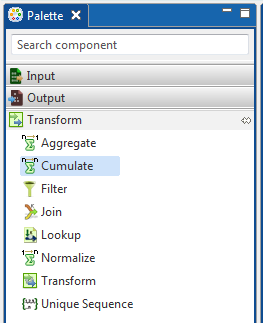 Palette
Search component
Input
Output
Transform
Aggregate
Cumulate
Filter
Join
Lookup
Normalize
Transform
Unique Sequence